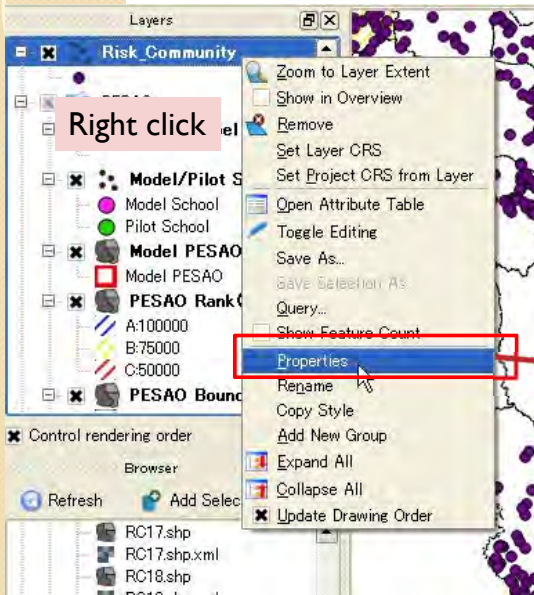 Layers
Risk_Community
Right click
Model/Pilot S
Model School
Pilot School
Model PESAO
Model PESAO
PESAO Rank(
A:100000
B:75000
C:50000
PESAO Boun
Control rendering order
Browser
Refresh
Add Selec
RC17.shp
RC17.shp.xml
RC18.shp
Zoom to Layer Extent
Show in Overview
Remove
Set Layer CRS
Set Project CRS from Layer
Open Attribute Table
Toggle Editing
Save As...
Save Selection As
Query...
Show Feature Count
Properties
Rename
Copy Style
Add New Group
Expand All
Collapse All
Update Drawing Order